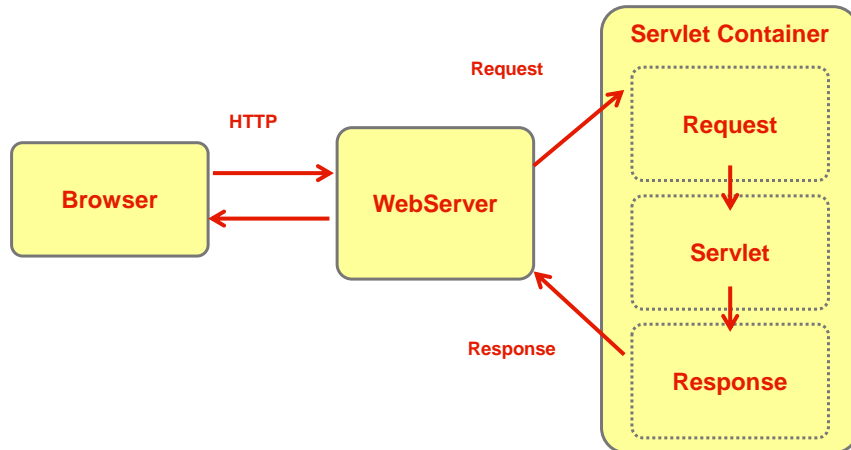 Servlet Container
Request
HTTP
Request
Browser
WebServer
Servlet
Response
Response